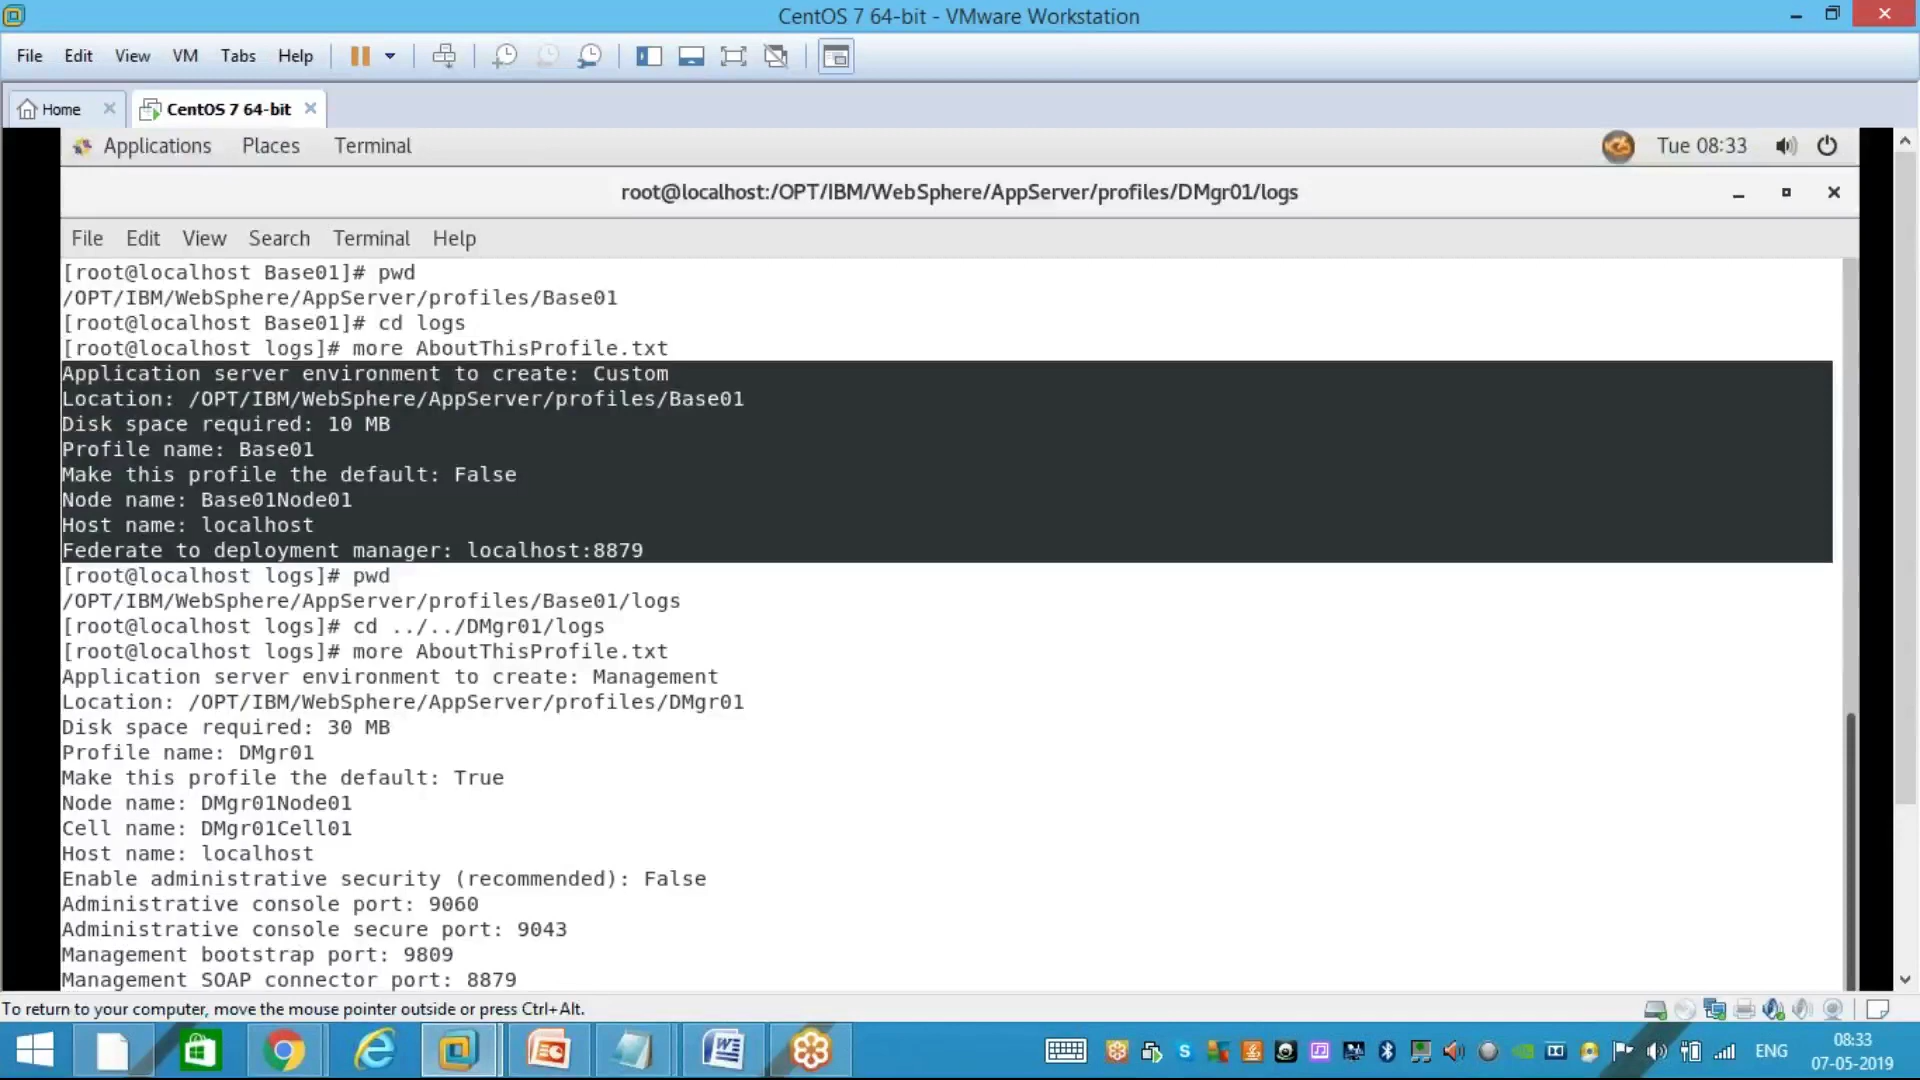 CentOS 7 64-bit - VMware Workstation
File Edit View VM Tabs Help
Home CentOS 7 64-bit
Applications Places Terminal Tue 08:33
root@localhost:/OPT/IBM/WebSphere/AppServer/profiles/DMgr01/logs
File Edit View Search Terminal Help
[root@localhost Base01]# pwd
/OPT/IBM/WebSphere/AppServer/profiles/Base01
[root@localhost Base01]# cd logs
[root@localhost logs]# more AboutThisProfile.txt
Application server environment to create: Custom
Location: /OPT/IBM/WebSphere/AppServer/profiles/Base01
Disk space required: 10 MB
Profile name: Base01
Make this profile the default: False
Node name: Base01Node01
Host name: localhost
Federate to deployment manager: localhost:8879
[root@localhost logs]# pwd
/OPT/IBM/WebSphere/AppServer/profiles/Base01/logs
[root@localhost logs]# cd ../../DMgr01/logs
[root@localhost logs]# more AboutThisProfile.txt
Application server environment to create: Management
Location: /OPT/IBM/WebSphere/AppServer/profiles/DMgr01
Disk space required: 30 MB
Profile name: DMgr01
Make this profile the default: True
Node name: DMgr01Node01
Cell name: DMgr01Cell01
Host name: localhost
Enable administrative security (recommended): False
Administrative console port: 9060
Administrative console secure port: 9043
Management bootstrap port: 9809
Management SOAP connector port: 8879
To return to your computer, move the mouse pointer outside or press Ctrl+Alt.
ENG
08:33
07-05-2019